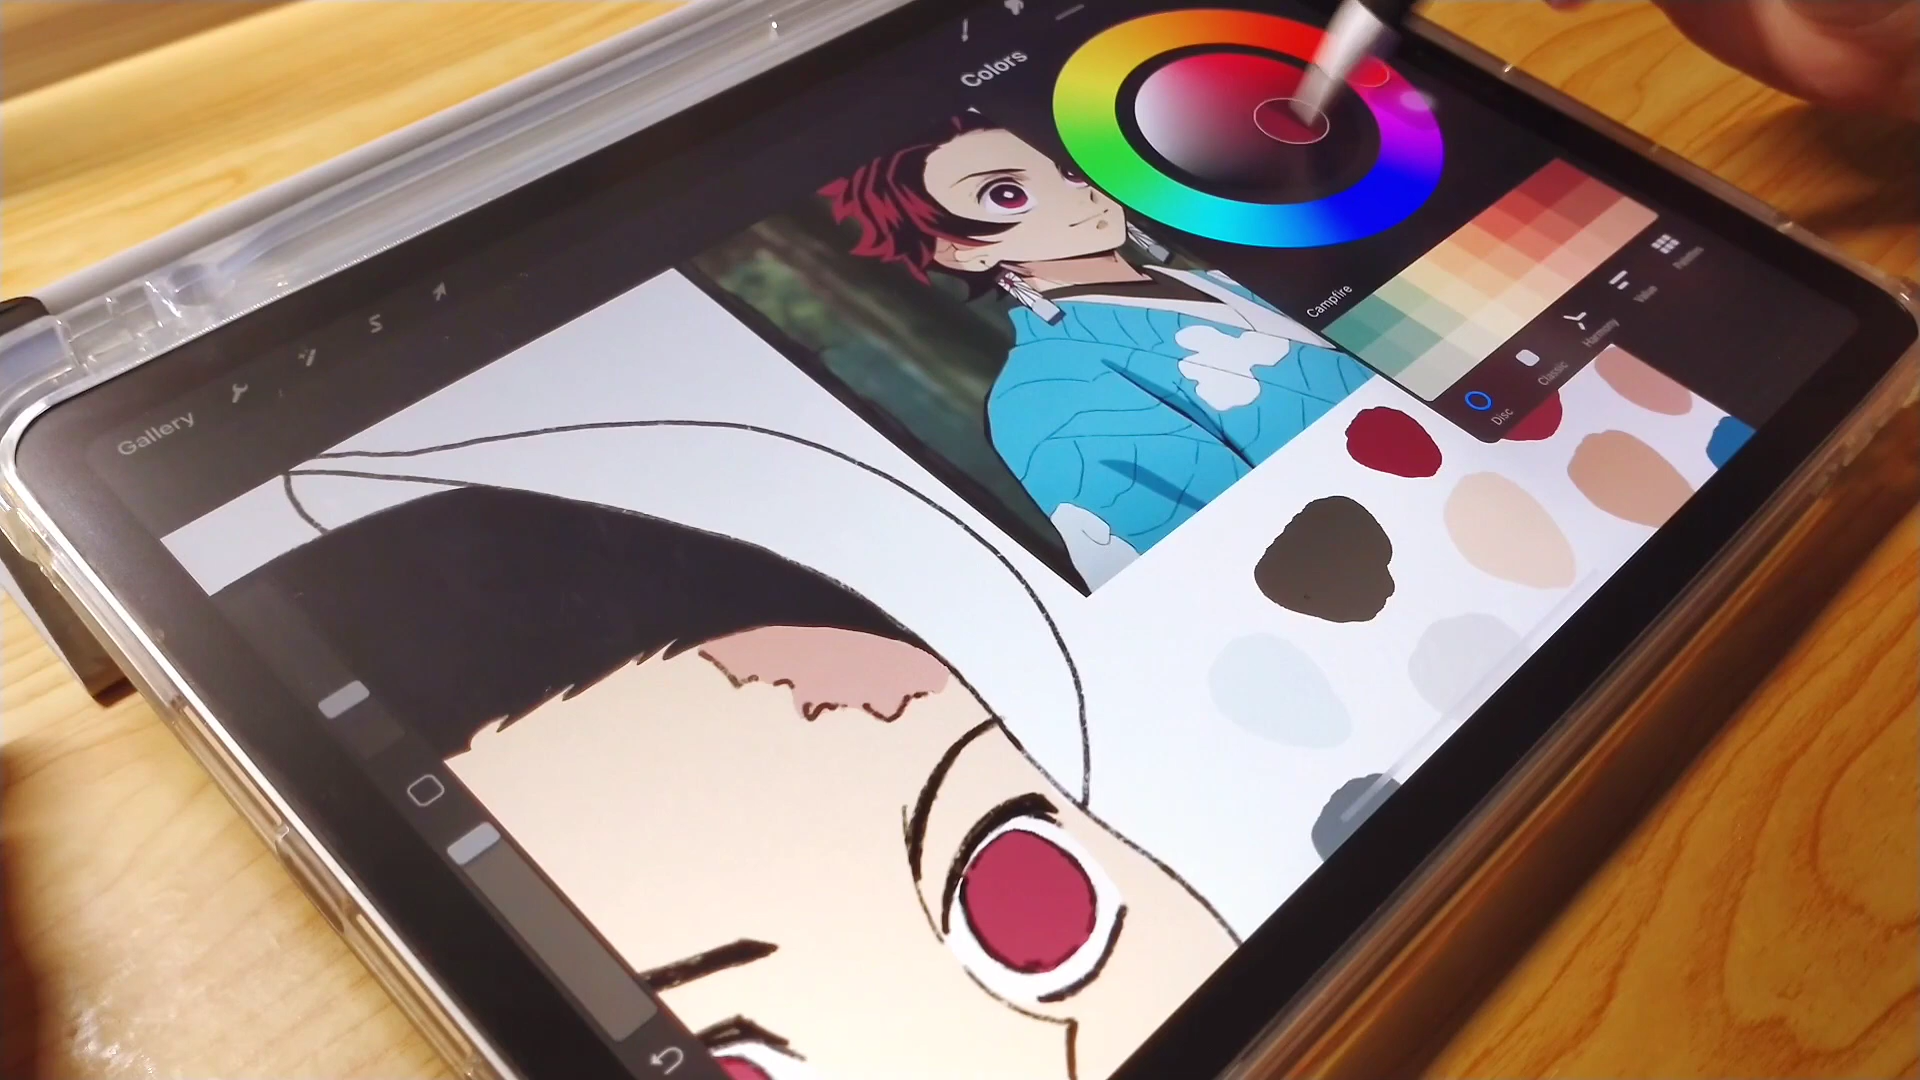 Gallery
Colors
Campfire
Disc
Classic
Harmony
Value
Palettes